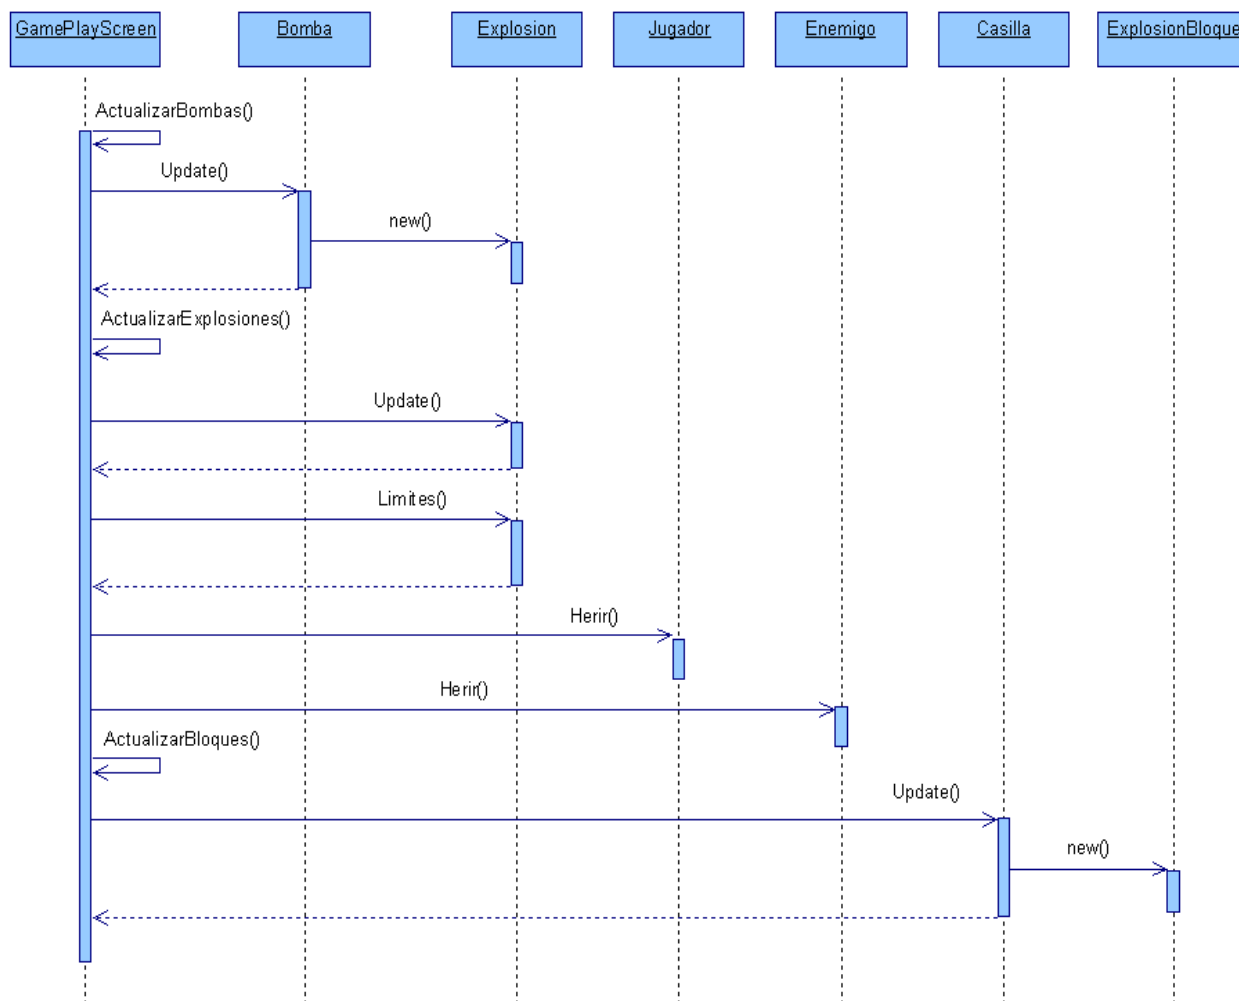 GamePlayScreen
Bomba
Explosion
Jugador
Enemigo
Casilla
ExplosionBloque
ActualizarBombas()
Update()
new()
ActualizarExplosiones()
Update()
Limites()
Herir()
Herir()
ActualizarBloques()
Update()
new()